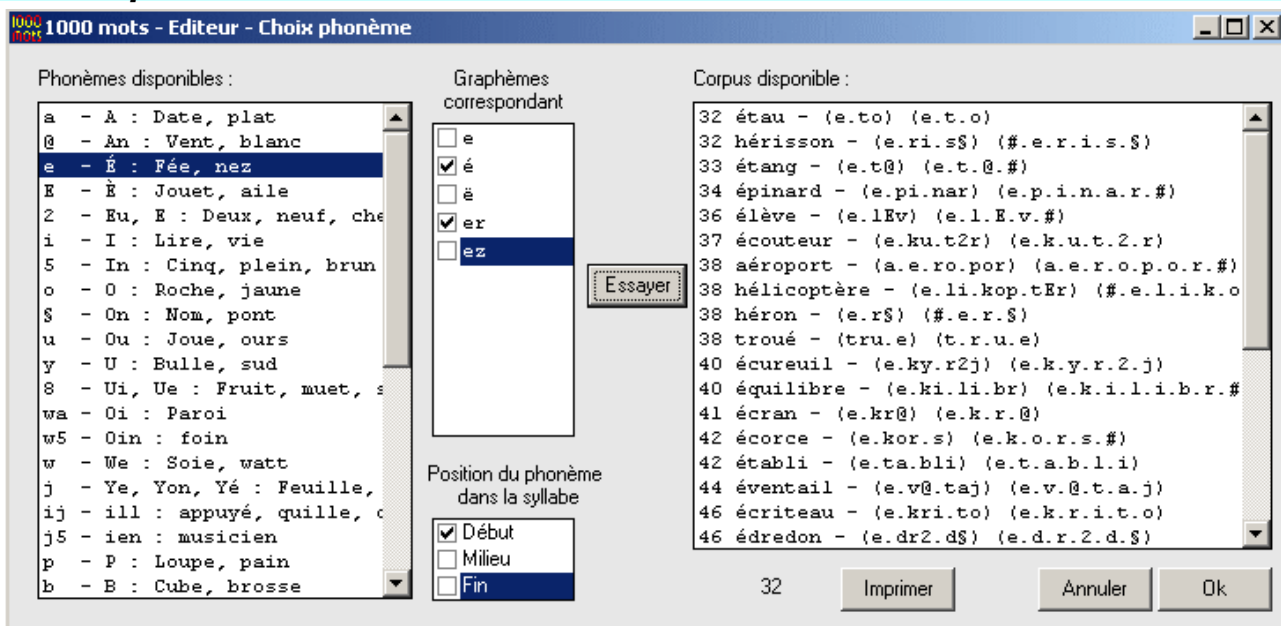 1000 mots
1000 mots - Editeur - Choix phonème
Phonèmes disponibles :
a - A : Date, plat
@ - An : Vent, blanc
e - É : Fée, nez
E - È : Jouet, aile
2 - Eu, E : Deux, neuf, che
i - I : Lire, vie
5 - In : Cinq, plein, brun
o - O : Roche, jaune
§ - On : Nom, pont
u - Ou : Joue, ours
y - U : Bulle, sud
8 - Ui, Ue : Fruit, muet, s
wa - Oi : Paroi
w5 - Oin : foin
w - We : Soie, watt
j - Ye, Yon, Yé : Feuille,
ij - ill : appuyé, quille,
j5 - ien : musicien
p - P : Loupe, pain
b - B : Cube, brosse
Graphèmes
correspondant
e
é
ë
er
ez
Position du phonème
dans la syllabe
Début
Milieu
Fin
Essayer
Corpus disponible :
32 étau - (e.to) (e.t.o)
32 hérisson - (e.ri.s§) (#.e.r.i.s.§)
33 étang - (e.t@) (e.t.@.#)
34 épinard - (e.pi.nar) (e.p.i.n.a.r.#)
36 élève - (e.lEv) (e.l.E.v.#)
37 écouteur - (e.ku.t2r) (e.k.u.t.2.r)
38 aéroport - (a.e.ro.por) (a.e.r.o.p.o.r.#)
38 hélicoptère - (e.li.kop.tEr) (#.e.l.i.k.o
38 héron - (e.r§) (#.e.r.§)
38 troué - (tru.e) (t.r.u.e)
40 écureuil - (e.ky.r2j) (e.k.y.r.2.j)
40 équilibre - (e.ki.li.br) (e.k.i.l.i.b.r.#
41 écran - (e.kr@) (e.k.r.@)
42 écorce - (e.kor.s) (e.k.o.r.s.#)
42 établi - (e.ta.bli) (e.t.a.b.l.i)
44 éventail - (e.v@.taj) (e.v.@.t.a.j)
46 écriteau - (e.kri.to) (e.k.r.i.t.o)
46 édredon - (e.dr2.d§) (e.d.r.2.d.§)
32
Imprimer
Annuler
Ok